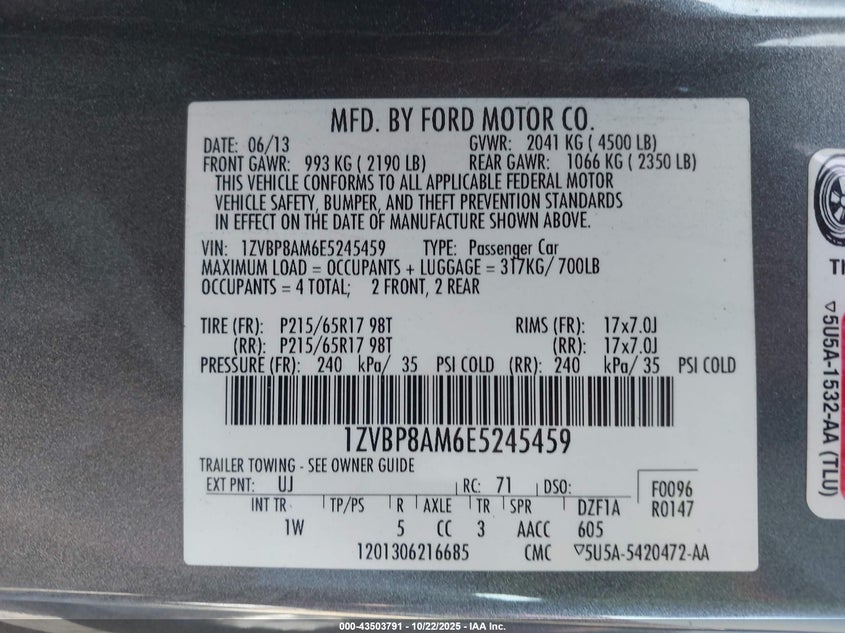 MFD. BY FORD MOTOR CO.
DATE: 06/13 GVWR: 2041 KG ( 4500 LB)
FRONT GAWR: 993 KG ( 2190 LB) REAR GAWR: 1066 KG ( 2350 LB)
THIS VEHICLE CONFORMS TO ALL APPLICABLE FEDERAL MOTOR
VEHICLE SAFETY, BUMPER, AND THEFT PREVENTION STANDARDS
IN EFFECT ON THE DATE OF MANUFACTURE SHOWN ABOVE.
VIN: 1ZVBP8AM6E5245459 TYPE: Passenger Car
MAXIMUM LOAD = OCCUPANTS + LUGGAGE = 317KG/ 700LB
OCCUPANTS = 4 TOTAL; 2 FRONT, 2 REAR
TIRE (FR): P215/65R17 98T RIMS (FR): 17x7.0J
(RR): P215/65R17 98T (RR): 17x7.0J
PRESSURE (FR): 240 kPa/ 35 PSI COLD (RR): 240 kPa/ 35 PSI COLD
1ZVBP8AM6E5245459
TRAILER TOWING - SEE OWNER GUIDE
EXT PNT: UJ RC: 71 DSO: F0096
INT TR TP/PS R AXLE TR SPR DZF1A R0147
1W 5 CC 3 AACC 605
1201306216685 CMC ▽5U5A-5420472-AA
▽5U5A-1532-AA (TLU)
000-43503791 - 10/22/2025 - IAA Inc.